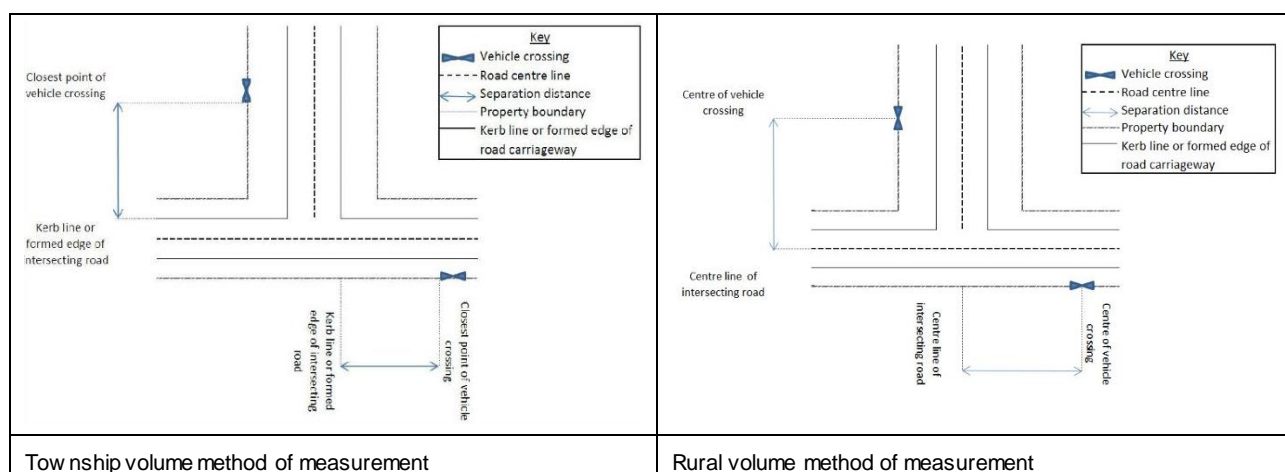 Key
Vehicle crossing
Road centre line
Separation distance
Property boundary
Kerb line or formed edge of
road carriageway
Closest point of
vehicle crossing
Kerb line or
formed edge of
intersecting road
Kerb line or formed
edge of intersecting
road
Closest point of vehicle
crossing
Tow nship volume method of measurement
Key
Vehicle crossing
Road centre line
Separation distance
Property boundary
Kerb line or formed edge of
road carriageway
Centre of vehicle
crossing
Centre line of
intersecting road
Centre line of
intersecting road
Centre of vehicle
crossing
Rural volume method of measurement